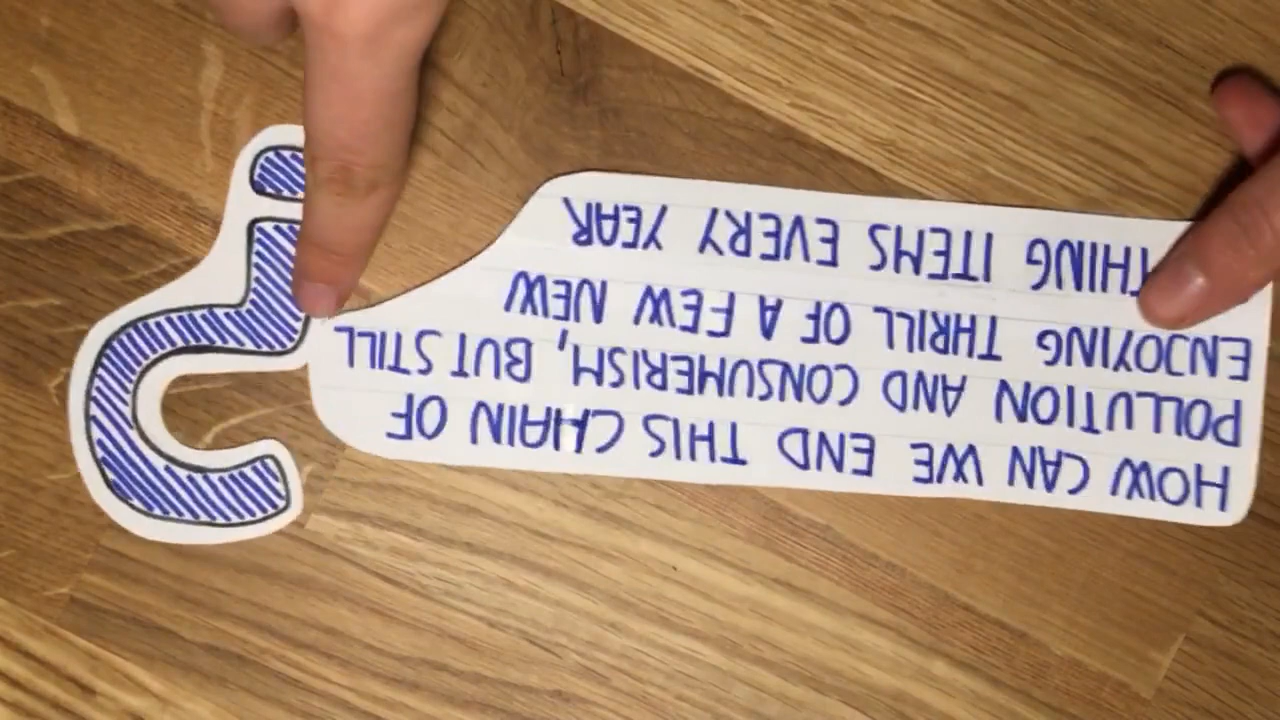 HOW CAN WE END THIS CHAIN OF
POLLUTION AND CONSUMERISM, BUT STILL
ENJOYING THRILL OF A FEW NEW
THING ITEMS EVERY YEAR
?